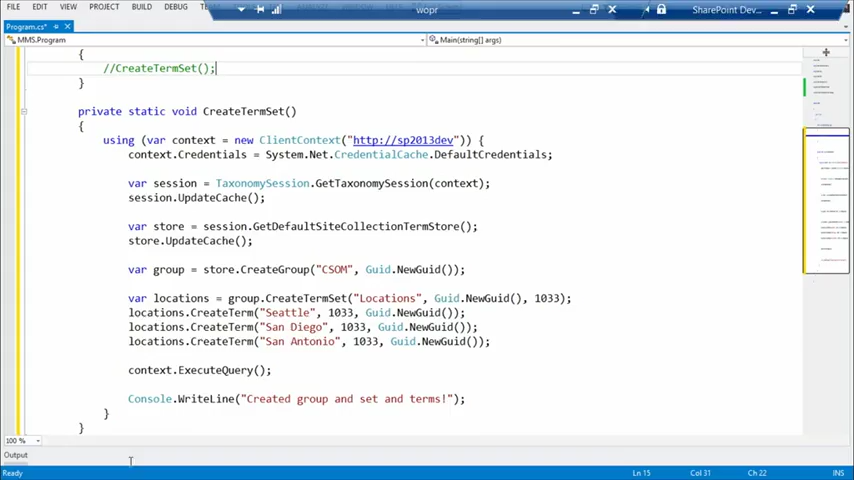 FILE EDIT VIEW PROJECT BUILD DEBUG
wopr
SharePoint Dev...
Program.cs*
MMS.Program
Main(string[] args)
{
//CreateTermSet();
}
private static void CreateTermSet()
{
using (var context = new ClientContext("http://sp2013dev")) {
context.Credentials = System.Net.CredentialCache.DefaultCredentials;
var session = TaxonomySession.GetTaxonomySession(context);
session.UpdateCache();
var store = session.GetDefaultSiteCollectionTermStore();
store.UpdateCache();
var group = store.CreateGroup("CSOM", Guid.NewGuid());
var locations = group.CreateTermSet("Locations", Guid.NewGuid(), 1033);
locations.CreateTerm("Seattle", 1033, Guid.NewGuid());
locations.CreateTerm("San Diego", 1033, Guid.NewGuid());
locations.CreateTerm("San Antonio", 1033, Guid.NewGuid());
context.ExecuteQuery();
Console.WriteLine("Created group and set and terms!");
}
}
100 %
Output
Ready
Ln 15
Col 31
Ch 22
INS